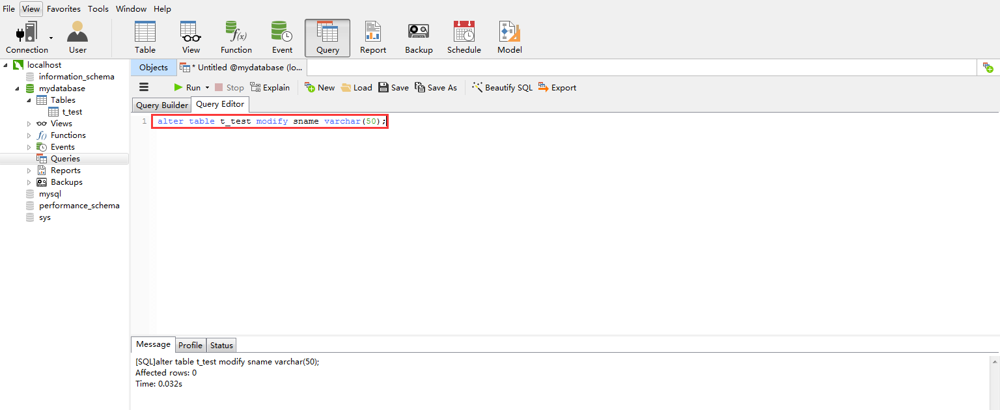 File View Favorites Tools Window Help
Connection User Table View Function Event Query Report Backup Schedule Model
localhost
information_schema
mydatabase
Tables
t_test
Views
Functions
Events
Queries
Reports
Backups
mysql
performance_schema
sys
Objects * Untitled @mydatabase (lo...
Run Stop Explain New Load Save Save As Beautify SQL Export
Query Builder Query Editor
1 alter table t_test modify sname varchar(50);
Message Profile Status
[SQL]alter table t_test modify sname varchar(50);
Affected rows: 0
Time: 0.032s